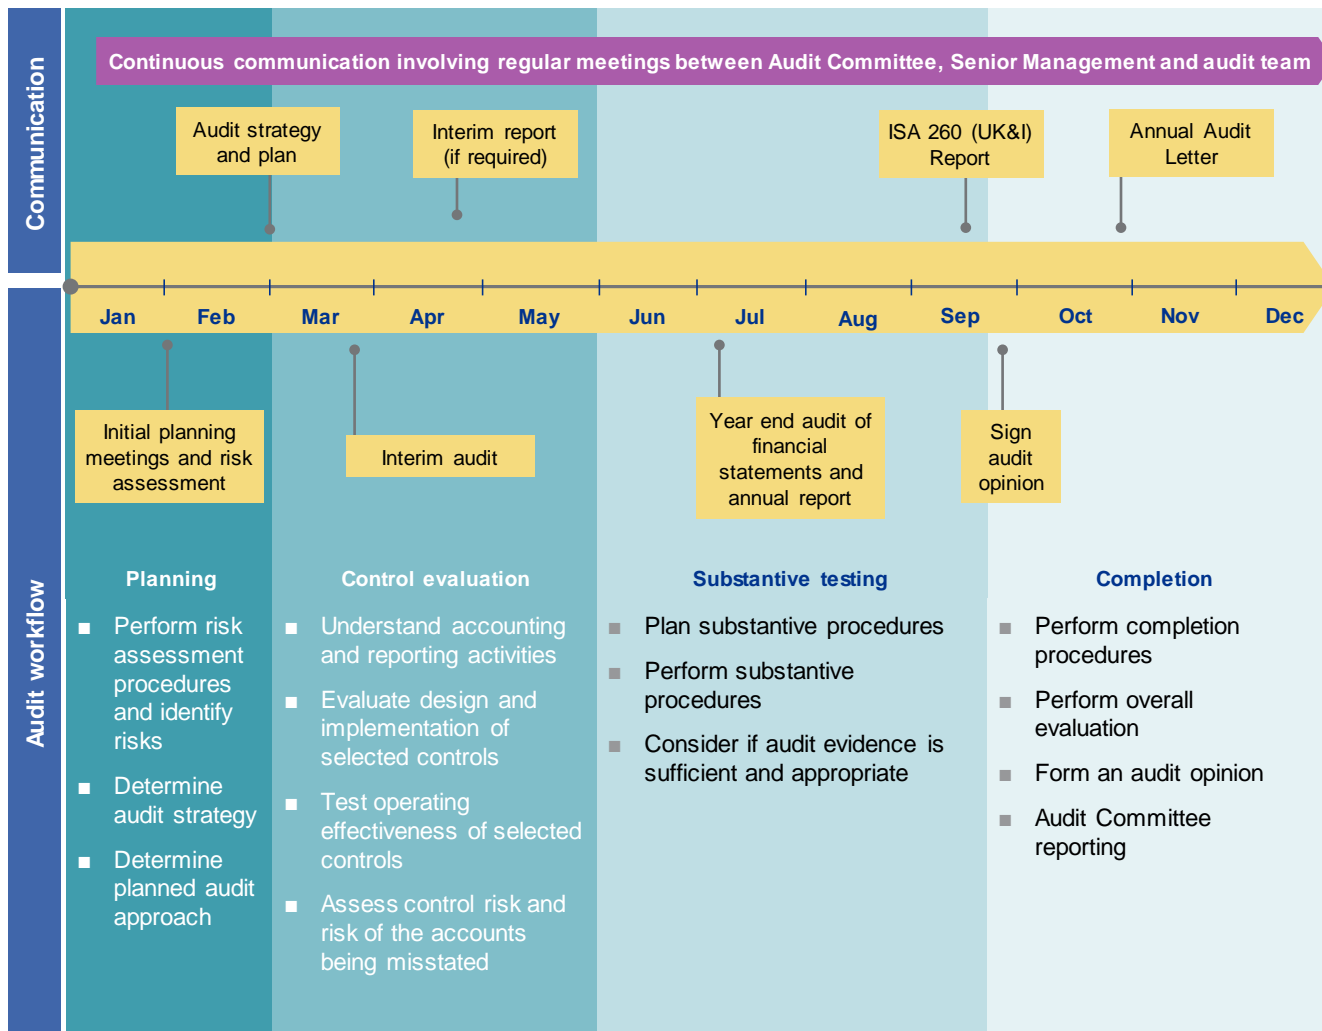 Communication
Continuous communication involving regular meetings between Audit Committee, Senior Management and audit team
Audit strategy
and plan
Interim report
(if required)
ISA 260 (UK&I)
Report
Annual Audit
Letter
Jan Feb Mar Apr May Jun Jul Aug Sep Oct Nov Dec
Audit workflow
Initial planning
meetings and risk
assessment
Interim audit
Year end audit of
financial
statements and
annual report
Sign
audit
opinion
Planning
■ Perform risk
assessment
procedures
and identify
risks
■ Determine
audit strategy
■ Determine
planned audit
approach
Control evaluation
■ Understand accounting
and reporting activities
■ Evaluate design and
implementation of
selected controls
■ Test operating
effectiveness of selected
controls
■ Assess control risk and
risk of the accounts
being misstated
Substantive testing
■ Plan substantive procedures
■ Perform substantive
procedures
■ Consider if audit evidence is
sufficient and appropriate
Completion
■ Perform completion
procedures
■ Perform overall
evaluation
■ Form an audit opinion
■ Audit Committee
reporting